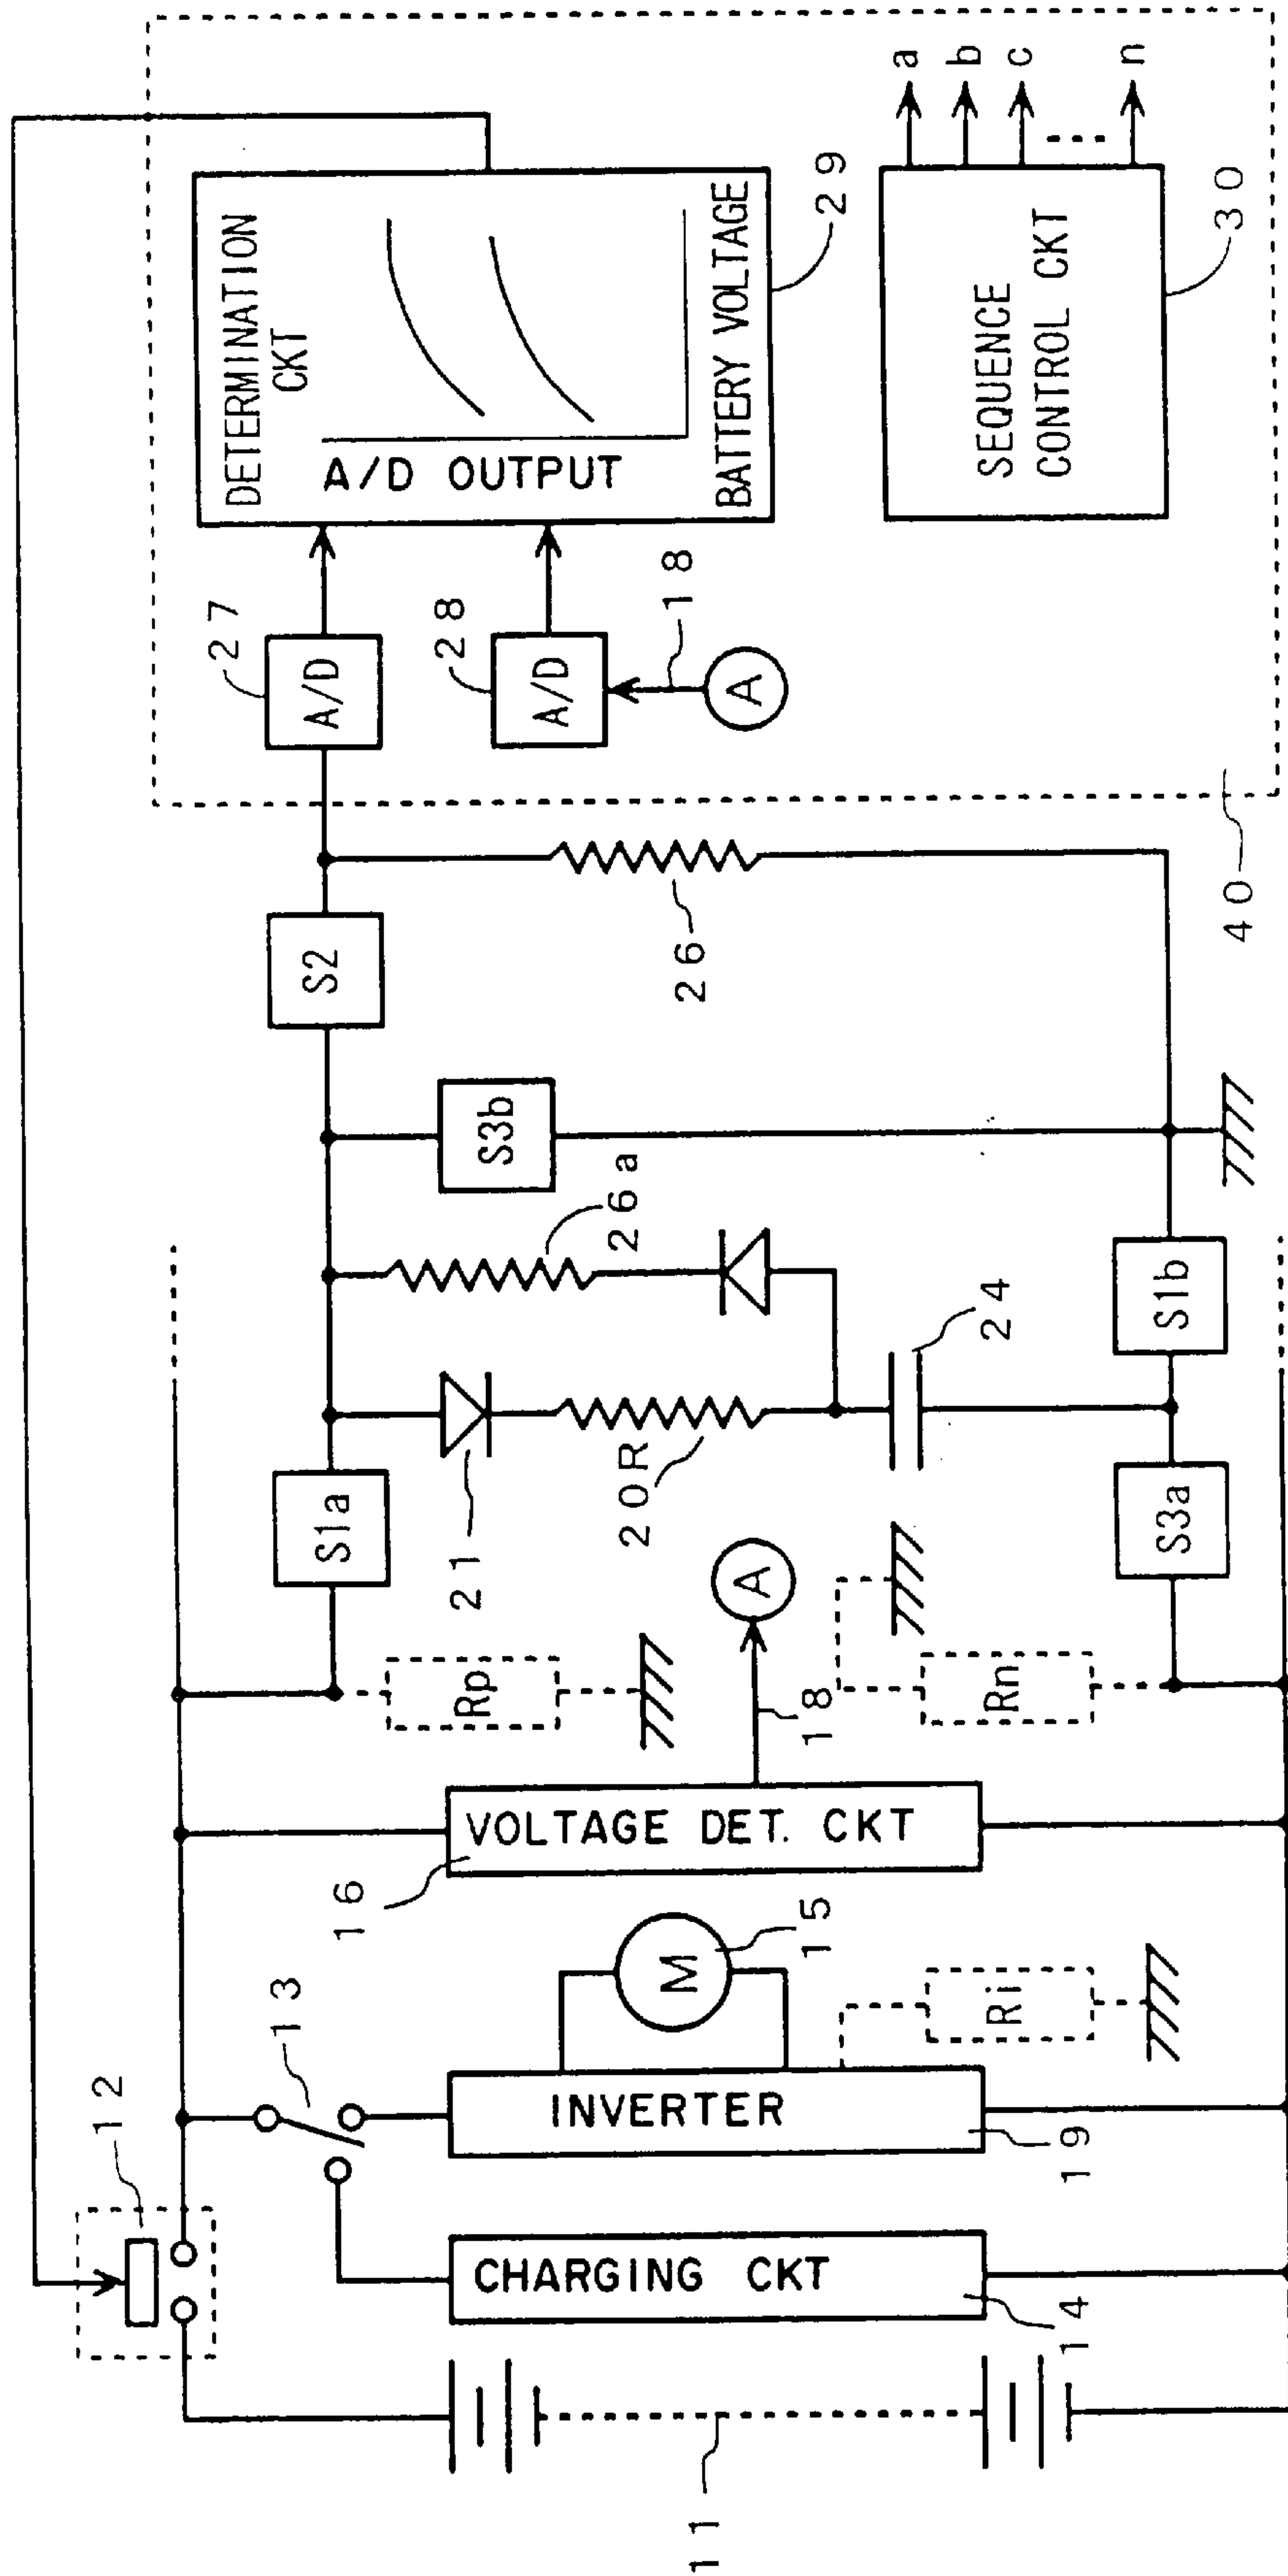 12
13
11
CHARGING CKT
14
INVERTER
19
M
15
Ri
VOLTAGE DET. CKT
16
18
A
Rp
Rn
S1a
21
20R
24
26a
S3a
S1b
S3b
S2
26
40
27
A/D
28
A/D
18
A
DETERMINATION
CKT
A/D OUTPUT
BATTERY VOLTAGE
29
SEQUENCE
CONTROL CKT
30
a
b
c
n